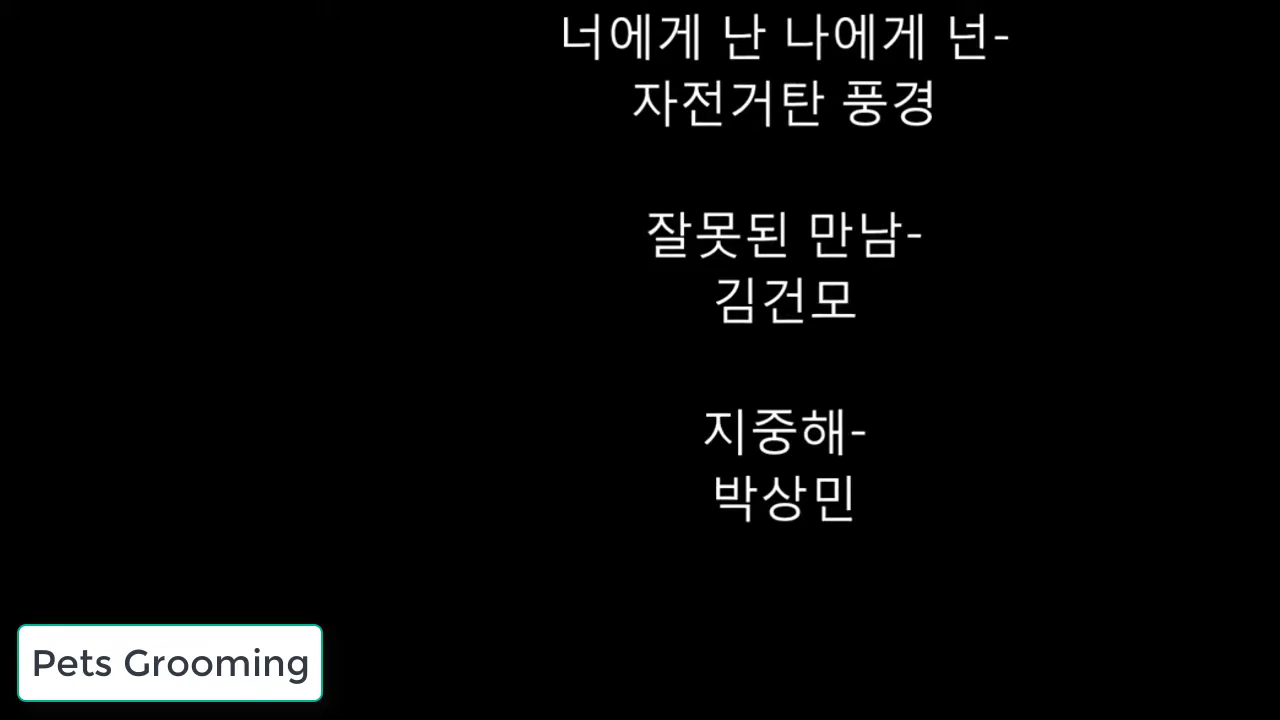 너에게 난 나에게 넌-
자전거탄 풍경
잘못된 만남-
김건모
지중해-
박상민
Pets Grooming